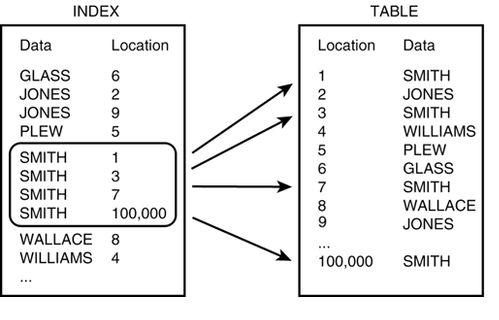 INDEX
Data Location
GLASS 6
JONES 2
JONES 9
PLEW 5
SMITH 1
SMITH 3
SMITH 7
SMITH 100,000
WALLACE 8
WILLIAMS 4
...
TABLE
Location Data
1 SMITH
2 JONES
3 SMITH
4 WILLIAMS
5 PLEW
6 GLASS
7 SMITH
8 WALLACE
9 JONES
...
100,000 SMITH